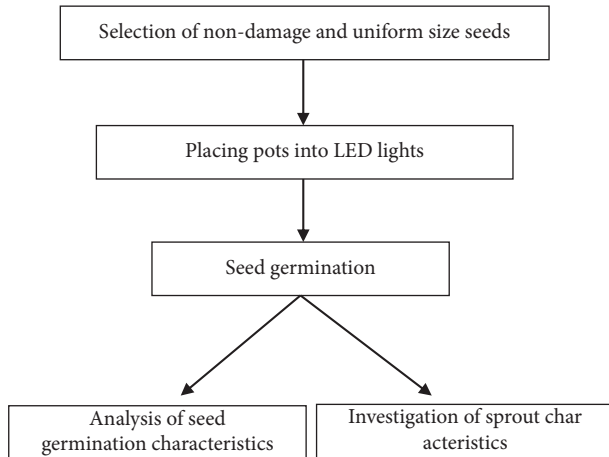 Selection of non-damage and uniform size seeds
Placing pots into LED lights
Seed germination
Analysis of seed
germination characteristics
Investigation of sprout char
acteristics